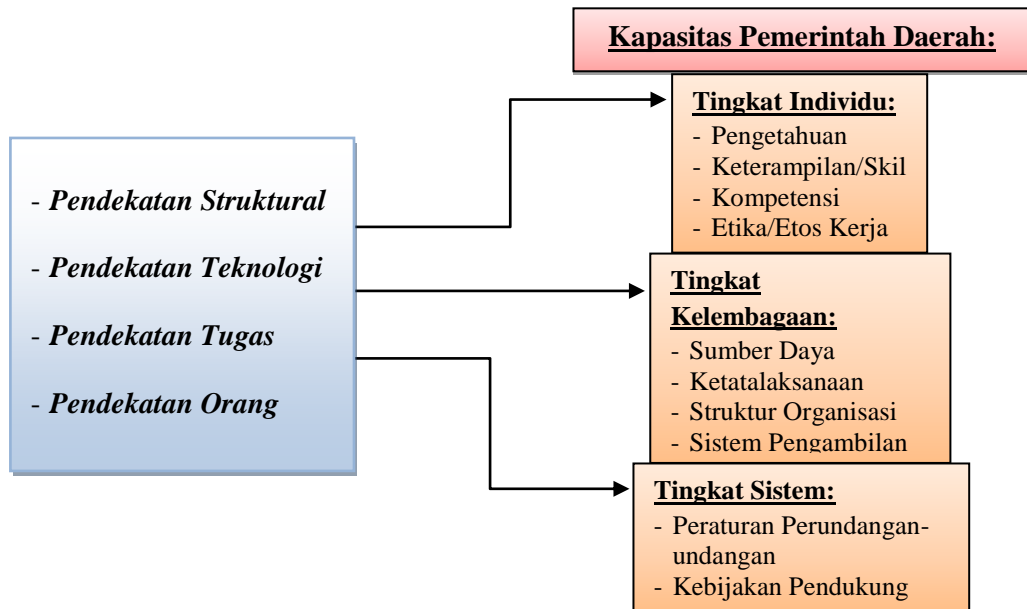 Kapasitas Pemerintah Daerah:
- Pendekatan Struktural
- Pendekatan Teknologi
- Pendekatan Tugas
- Pendekatan Orang
Tingkat Individu:
- Pengetahuan
- Keterampilan/Skil
- Kompetensi
- Etika/Etos Kerja
Tingkat
Kelembagaan:
- Sumber Daya
- Ketatalaksanaan
- Struktur Organisasi
- Sistem Pengambilan
Tingkat Sistem:
- Peraturan Perundangan-
undangan
- Kebijakan Pendukung